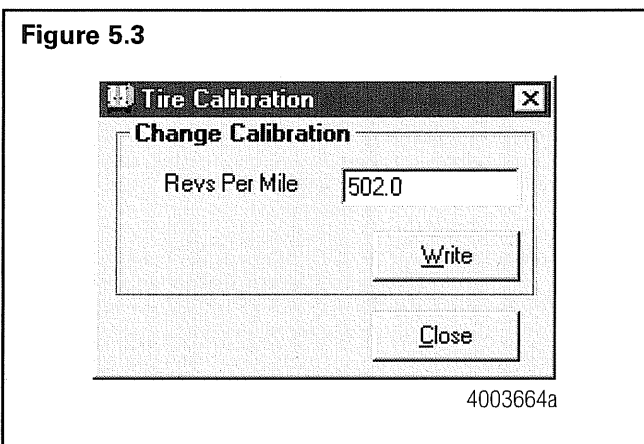 Figure 5.3
Tire Calibration
Change Calibration
Revs Per Mile 502.0
Write
Close
4003664a